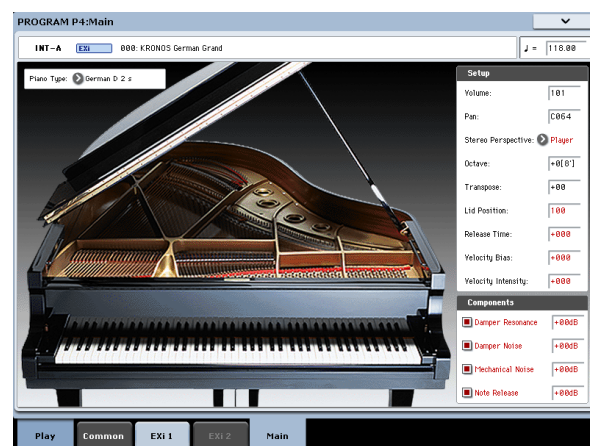 PROGRAM P4:Main
INT-A EXi 000: KRONOS German Grand ♩= 118.00
Piano Type: German D 2 s
Setup
Volume: 101
Pan: C064
Stereo Perspective: Player
Octave: +0[8']
Transpose: +00
Lid Position: 100
Release Time: +000
Velocity Bias: +000
Velocity Intensity: +000
Components
Damper Resonance +00dB
Damper Noise +00dB
Mechanical Noise +00dB
Note Release +00dB
Play Common EXi 1 EXi 2 Main